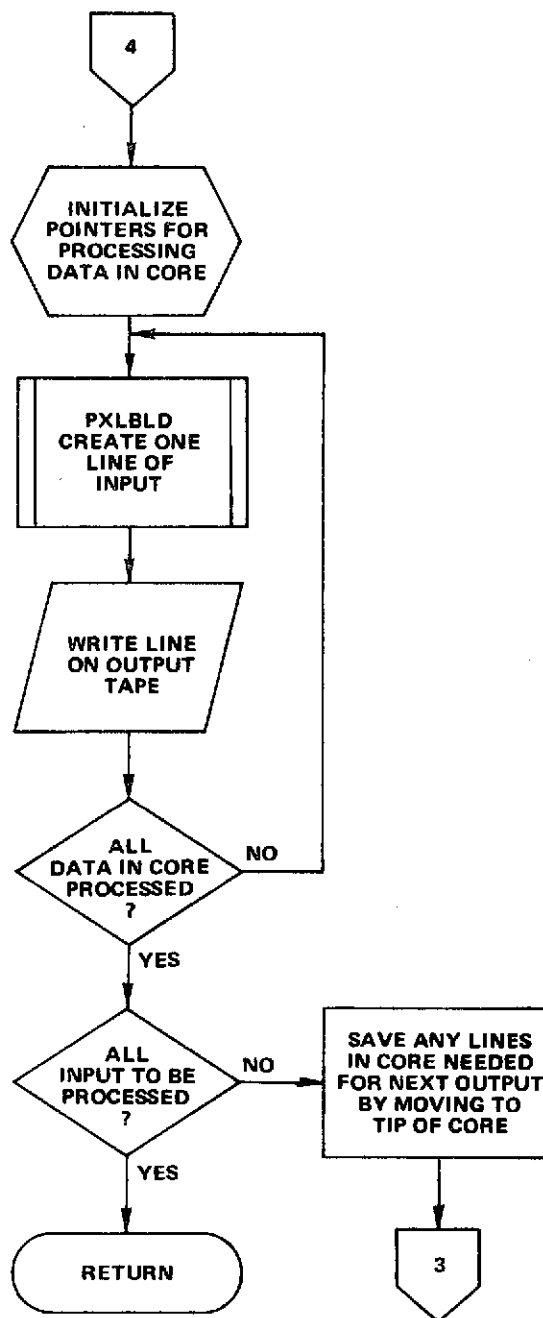 4
INITIALIZE
POINTERS FOR
PROCESSING
DATA IN CORE
PXLBLD
CREATE ONE
LINE OF
INPUT
WRITE LINE
ON OUTPUT
TAPE
ALL
DATA IN CORE
PROCESSED
?
NO
YES
ALL
INPUT TO BE
PROCESSED
?
NO
SAVE ANY LINES
IN CORE NEEDED
FOR NEXT OUTPUT
BY MOVING TO
TIP OF CORE
YES
RETURN
3